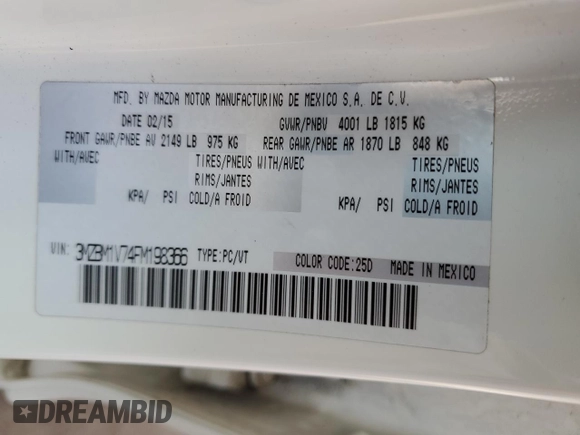 MFD. BY MAZDA MOTOR MANUFACTURING DE MEXICO S.A. DE C.V.
DATE 02/15 GVWR/PNBV 4001 LB 1815 KG
FRONT GAWR/PNBE AV 2149 LB 975 KG REAR GAWR/PNBE AR 1870 LB 848 KG
WITH/AVEC TIRES/PNEUS WITH/AVEC TIRES/PNEUS
RIMS/JANTES RIMS/JANTES
KPA/ PSI COLD/A FROID KPA/ PSI COLD/A FROID
VIN: 3MZBM1V74FM198366 TYPE:PC/VT COLOR CODE:25D MADE IN MEXICO
DREAMBID